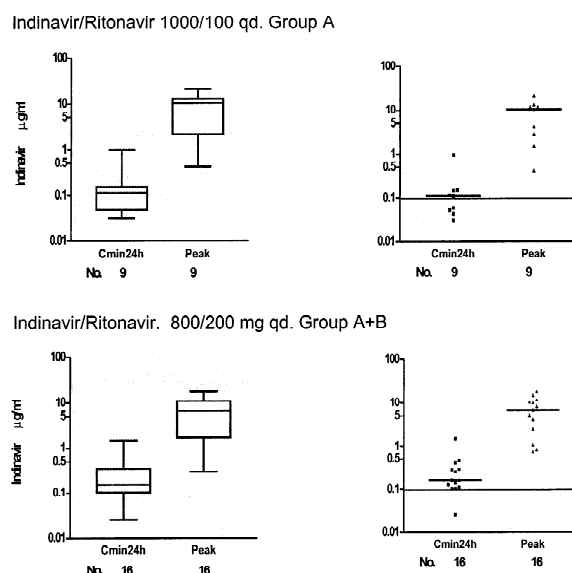 Indinavir/Ritonavir 1000/100 qd. Group A
100
10
5
1
0.5
0.1
0.01
Indinavir µg/ml
Cmin24h Peak
No. 9 9
100
10
5
1
0.5
0.1
0.01
Cmin24h Peak
No. 9 9
Indinavir/Ritonavir. 800/200 mg qd. Group A+B
100
10
5
1
0.5
0.1
0.01
Indinavir µg/ml
Cmin24h Peak
No. 16 16
100
10
5
1
0.5
0.1
0.01
Cmin24h Peak
No. 16 16